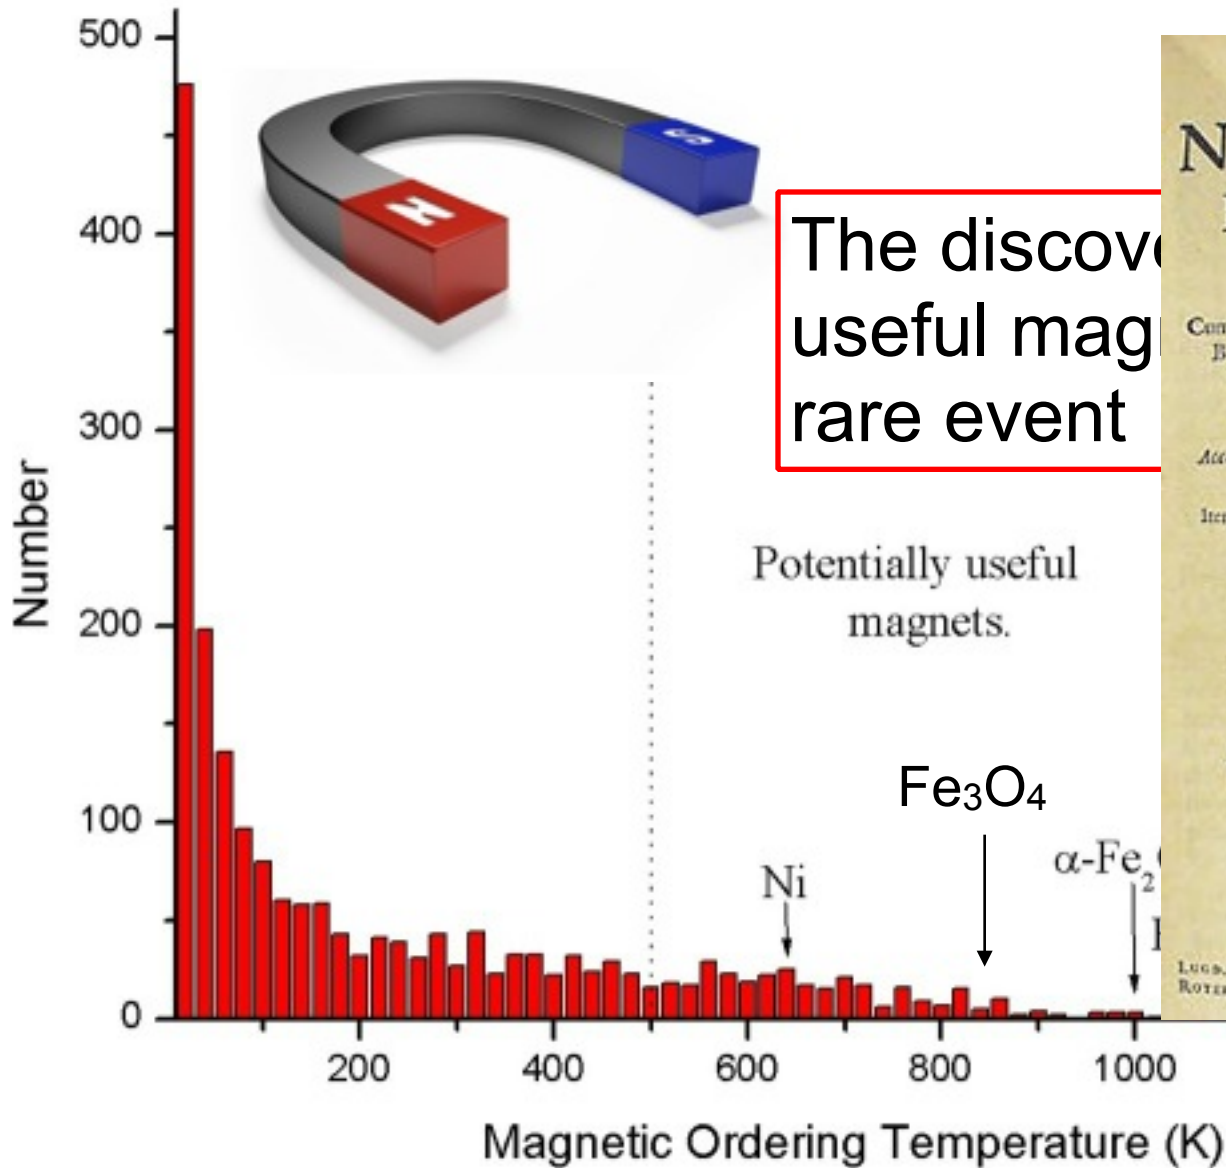 500
400
300
200
100
0
Number
N
S
The discov
useful mag
rare event
Potentially useful
magnets.
Fe₃O₄
Ni
α-Fe₂
200
400
600
800
1000
Magnetic Ordering Temperature (K)
N